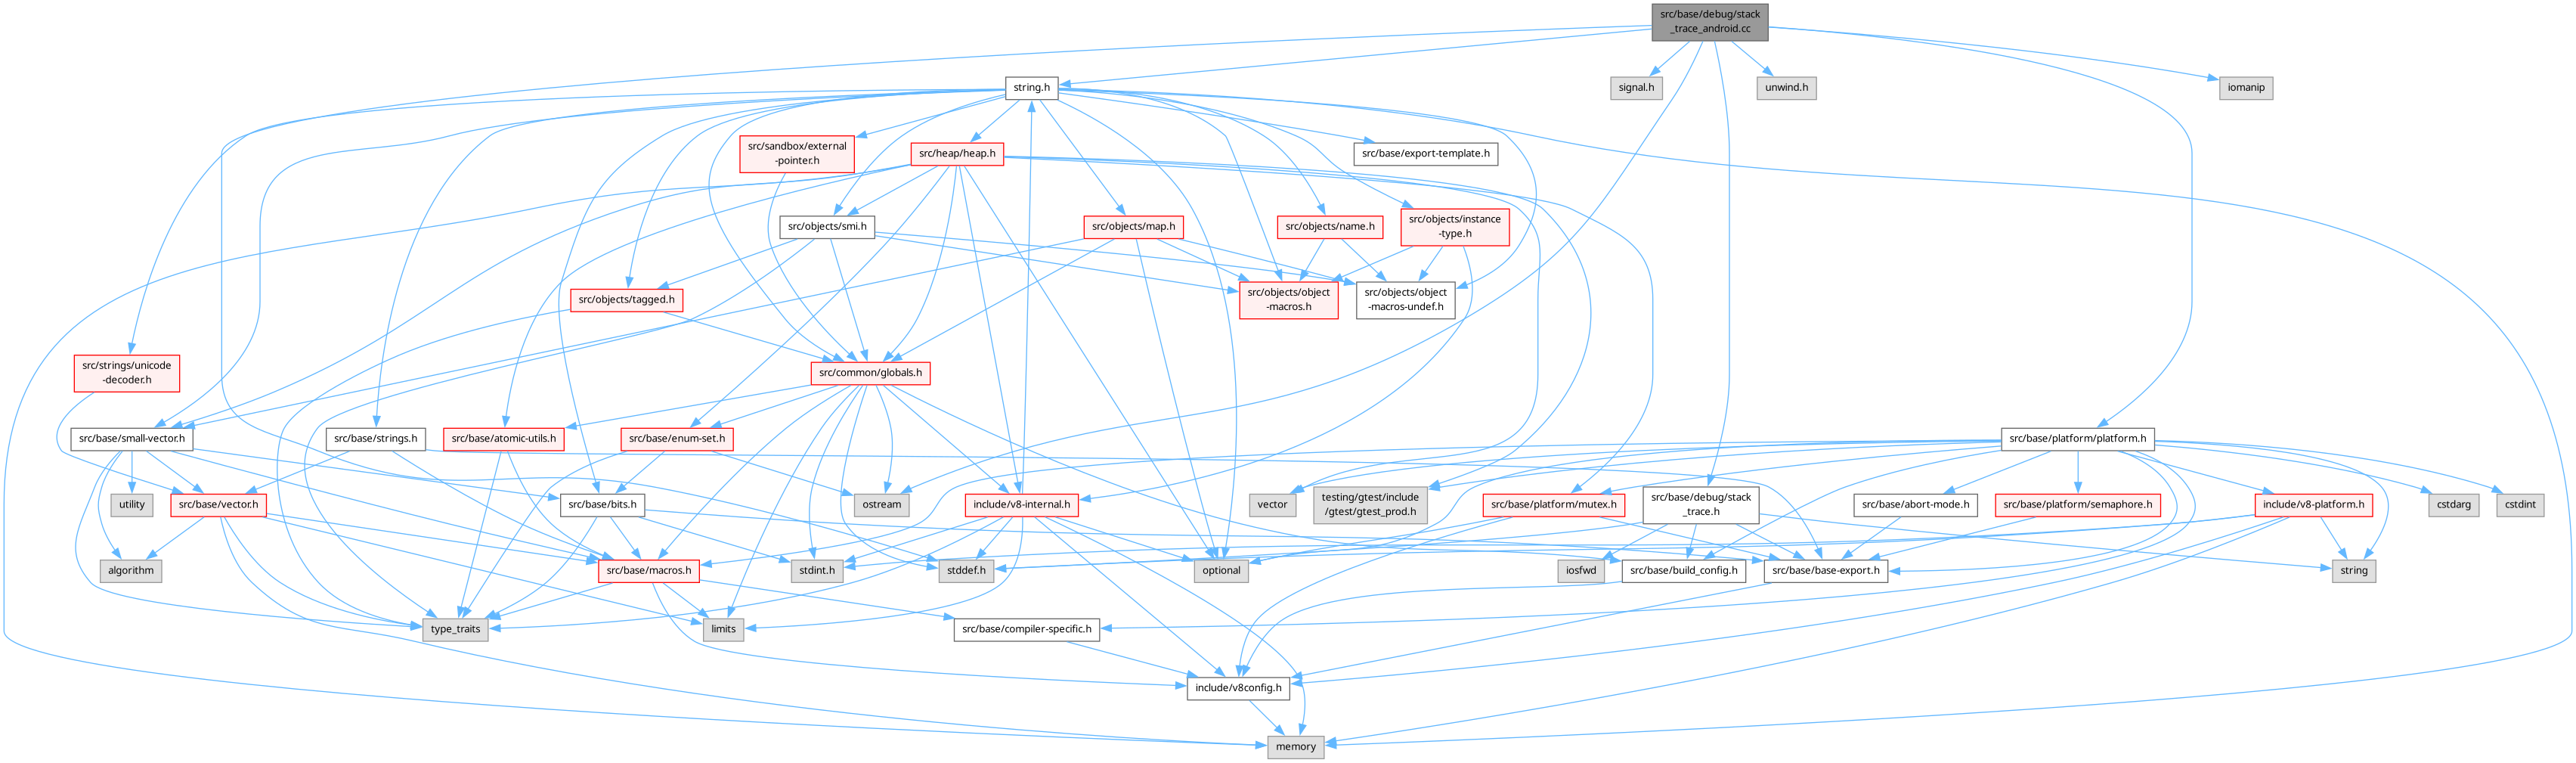 src/base/debug/stack
_trace_android.cc
string.h
signal.h
unwind.h
iomanip
src/sandbox/external
-pointer.h
src/heap/heap.h
src/base/export-template.h
src/objects/smi.h
src/objects/map.h
src/objects/name.h
src/objects/instance
-type.h
src/objects/tagged.h
src/objects/object
-macros.h
src/objects/object
-macros-undef.h
src/strings/unicode
-decoder.h
src/common/globals.h
src/base/small-vector.h
src/base/strings.h
src/base/atomic-utils.h
src/base/enum-set.h
src/base/platform/platform.h
utility
src/base/vector.h
src/base/bits.h
ostream
include/v8-internal.h
vector
testing/gtest/include
/gtest/gtest_prod.h
src/base/platform/mutex.h
src/base/debug/stack
_trace.h
src/base/abort-mode.h
src/base/platform/semaphore.h
include/v8-platform.h
cstdarg
cstdint
algorithm
src/base/macros.h
stdint.h
stddef.h
optional
iosfwd
src/base/build_config.h
src/base/base-export.h
string
type_traits
limits
src/base/compiler-specific.h
include/v8config.h
memory